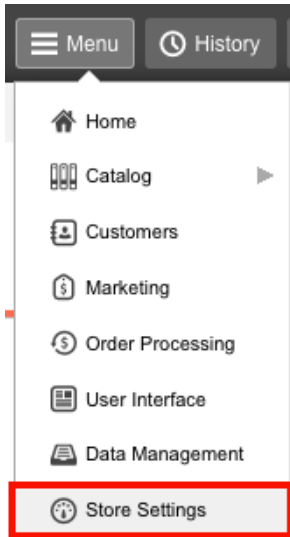 Menu History
Home
Catalog
Customers
Marketing
Order Processing
User Interface
Data Management
Store Settings